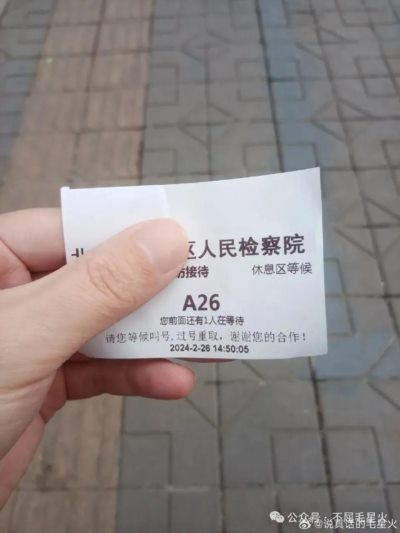 区人民检察院
访接待 休息区等候
A26
您前面还有1人在等待
请您等候叫号,过号重取，谢谢您的合作！
2024-2-26 14:50:05
公众号：不屈毛星火
@说真话的毛星火